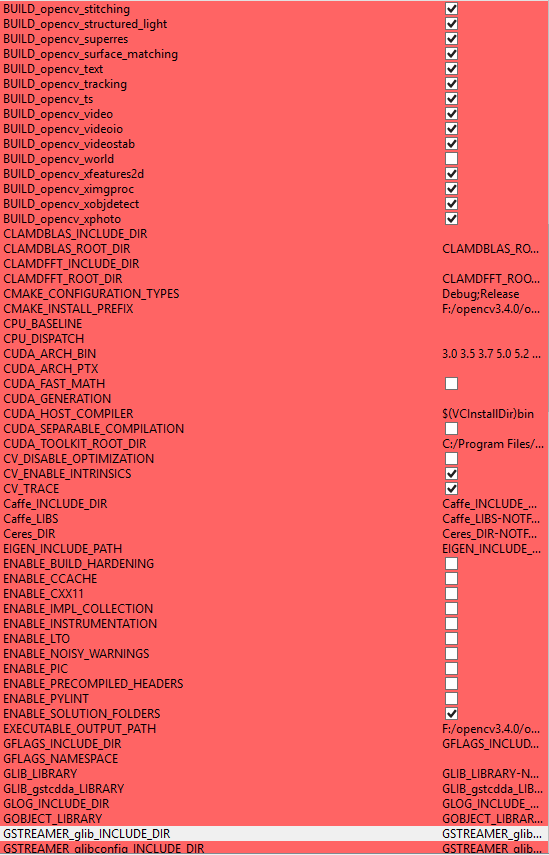 BUILD_opencv_stitching
BUILD_opencv_structured_light
BUILD_opencv_superres
BUILD_opencv_surface_matching
BUILD_opencv_text
BUILD_opencv_tracking
BUILD_opencv_ts
BUILD_opencv_video
BUILD_opencv_videoio
BUILD_opencv_videostab
BUILD_opencv_world
BUILD_opencv_xfeatures2d
BUILD_opencv_ximgproc
BUILD_opencv_xobjdetect
BUILD_opencv_xphoto
CLAMDBLAS_INCLUDE_DIR
CLAMDBLAS_ROOT_DIR CLAMDBLAS_RO...
CLAMDFFT_INCLUDE_DIR
CLAMDFFT_ROOT_DIR CLAMDFFT_ROO...
CMAKE_CONFIGURATION_TYPES Debug;Release
CMAKE_INSTALL_PREFIX F:/opencv3.4.0/o...
CPU_BASELINE
CPU_DISPATCH
CUDA_ARCH_BIN 3.0 3.5 3.7 5.0 5.2 ...
CUDA_ARCH_PTX
CUDA_FAST_MATH
CUDA_GENERATION
CUDA_HOST_COMPILER $(VCInstallDir)bin
CUDA_SEPARABLE_COMPILATION
CUDA_TOOLKIT_ROOT_DIR C:/Program Files/...
CV_DISABLE_OPTIMIZATION
CV_ENABLE_INTRINSICS
CV_TRACE
Caffe_INCLUDE_DIR Caffe_INCLUDE_...
Caffe_LIBS Caffe_LIBS-NOTF...
Ceres_DIR Ceres_DIR-NOTF...
EIGEN_INCLUDE_PATH EIGEN_INCLUDE_...
ENABLE_BUILD_HARDENING
ENABLE_CCACHE
ENABLE_CXX11
ENABLE_IMPL_COLLECTION
ENABLE_INSTRUMENTATION
ENABLE_LTO
ENABLE_NOISY_WARNINGS
ENABLE_PIC
ENABLE_PRECOMPILED_HEADERS
ENABLE_PYLINT
ENABLE_SOLUTION_FOLDERS
EXECUTABLE_OUTPUT_PATH F:/opencv3.4.0/o...
GFLAGS_INCLUDE_DIR GFLAGS_INCLUD...
GFLAGS_NAMESPACE
GLIB_LIBRARY GLIB_LIBRARY-N...
GLIB_gstcdda_LIBRARY GLIB_gstcdda_LIB...
GLOG_INCLUDE_DIR GLOG_INCLUDE_...
GOBJECT_LIBRARY GOBJECT_LIBRAR...
GSTREAMER_glib_INCLUDE_DIR GSTREAMER_glib...
GSTREAMER_glibconfig_INCLUDE_DIR GSTREAMER_glib...